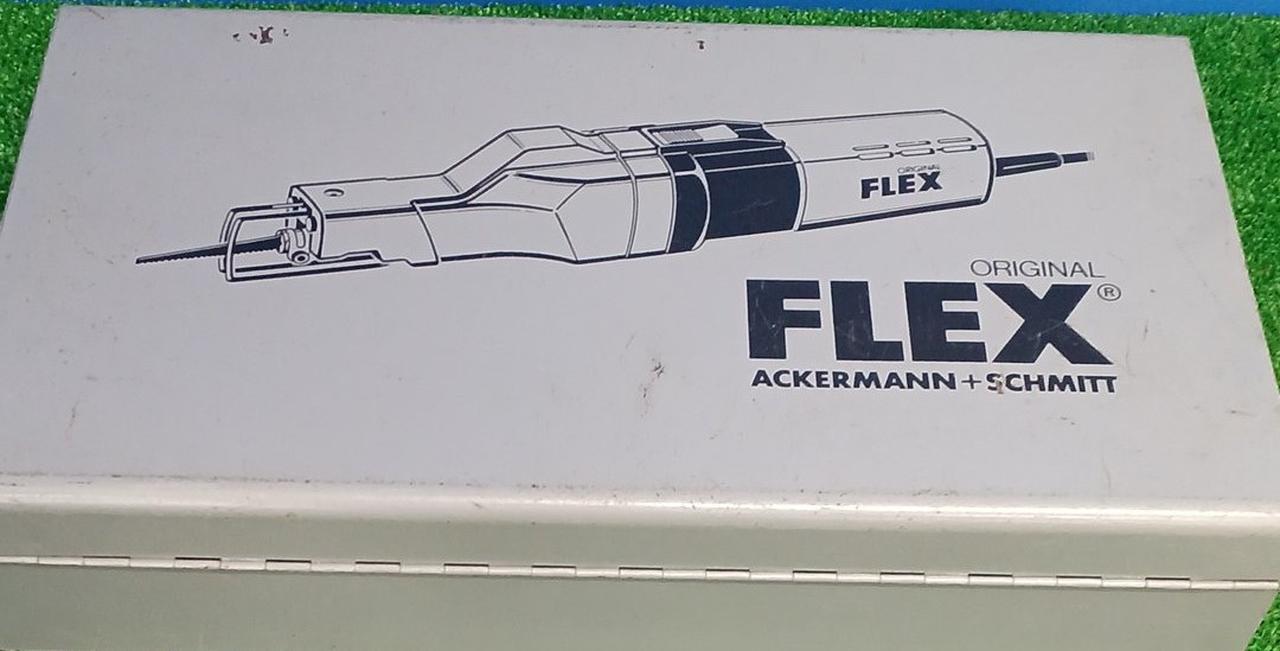 ORIGINAL
FLEX
ORIGINAL
FLEX®
ACKERMANN+SCHMITT